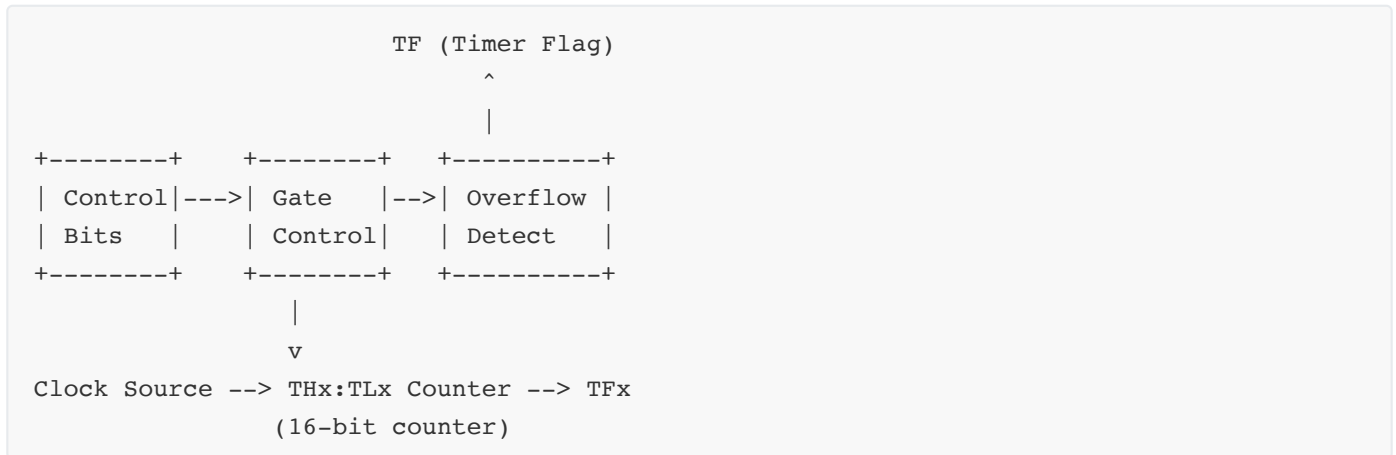 TF (Timer Flag)
                             ^
                             |
+--------+    +--------+   +----------+
| Control|--->| Gate   |-->| Overflow |
| Bits   |    | Control|   | Detect   |
+--------+    +--------+   +----------+
                 |
                 v
Clock Source --> THx:TLx Counter --> TFx
                (16-bit counter)